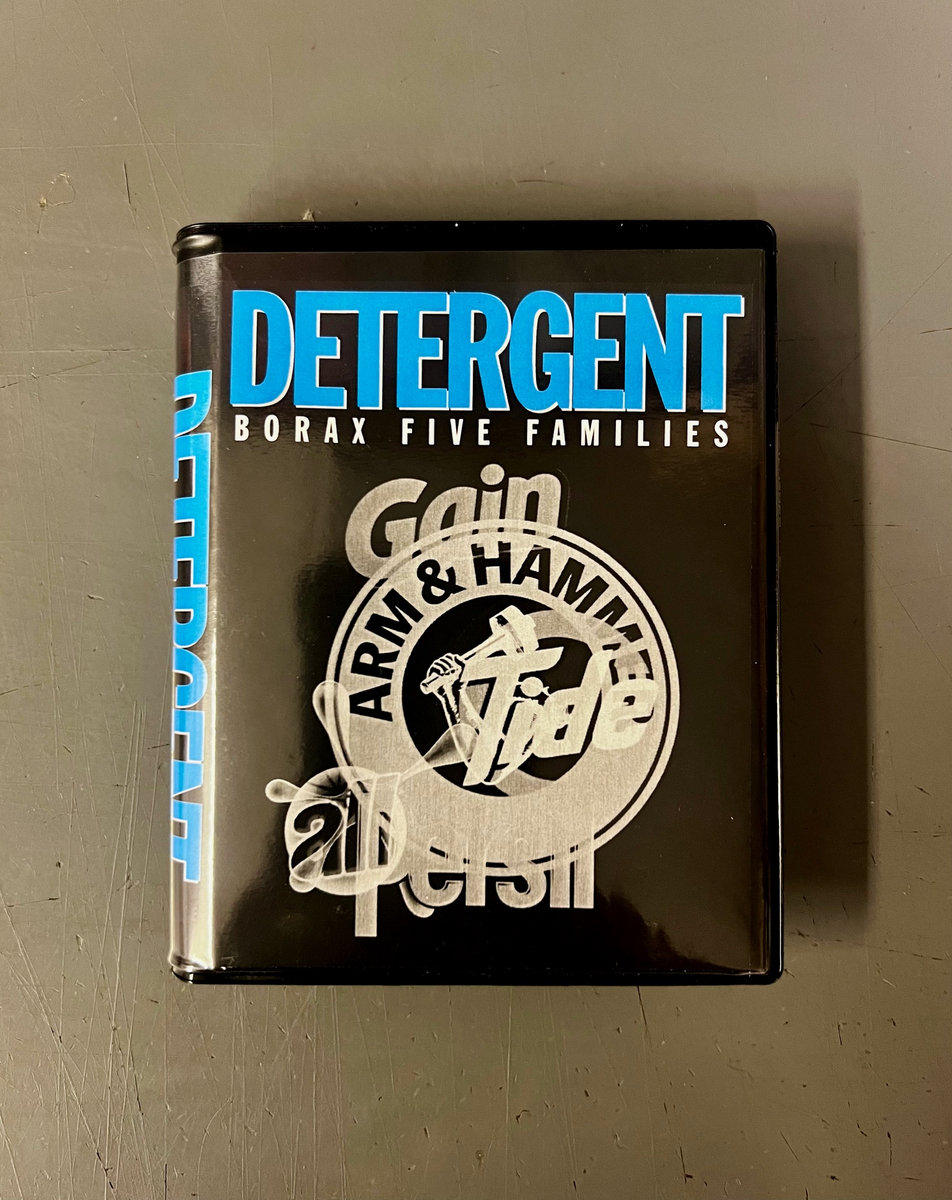 DETERGENT
BORAX FIVE FAMILIES
Gain
ARM & HAMMER
Tide
all
Persil
DETERGENT